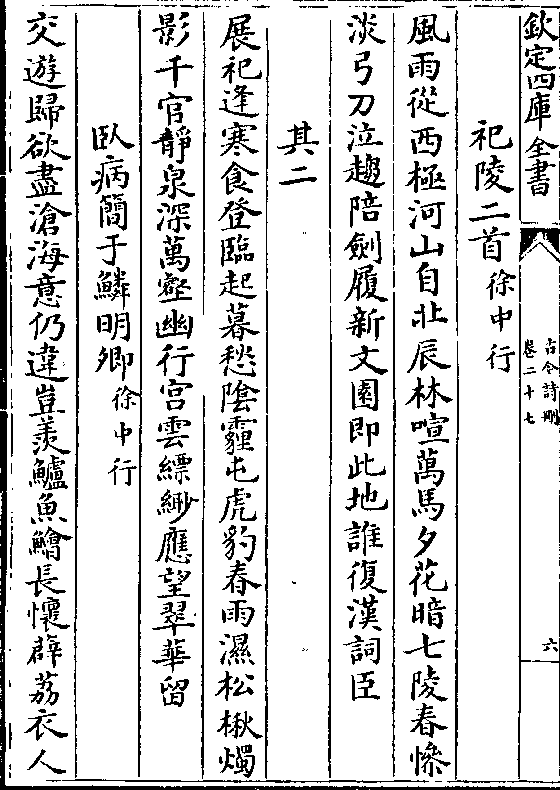 欽定四庫全書
古今詩刪
卷二十七
六
祀陵二首徐中行
風雨從西極河山自北辰林喧萬馬夕花暗七陵春慘
淡弓刀泣趨陪劍履新文園即此地誰復漢詞臣
其二
展祀逢寒食登臨起暮愁陰霾屯虎豹春雨濕松楸燭
影千官靜泉深萬壑幽行宮雲縹緲應望翠華留
臥病簡于鱗明卿徐中行
交遊歸欲盡滄海意仍違豈羨鱸魚鱠長懷薜荔衣人